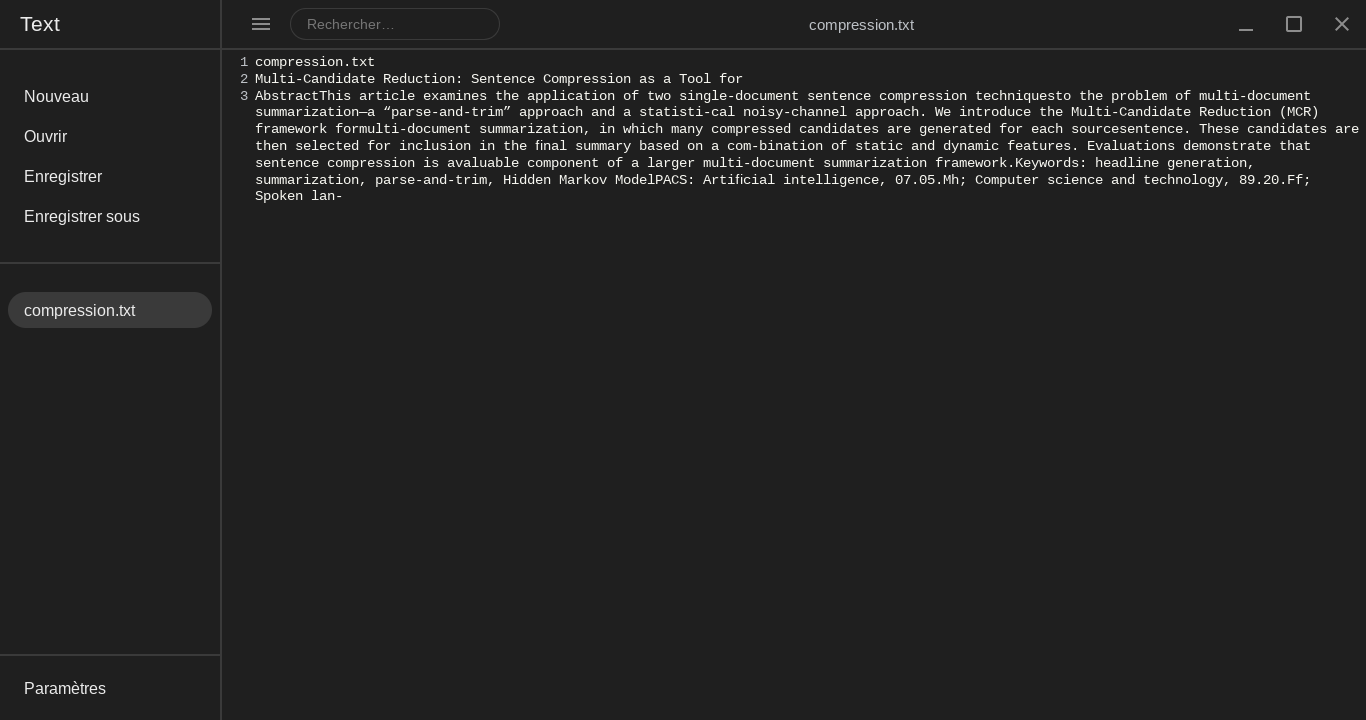 Text
Rechercher…
compression.txt
Nouveau
Ouvrir
Enregistrer
Enregistrer sous
compression.txt
Paramètres
1 compression.txt
2 Multi-Candidate Reduction: Sentence Compression as a Tool for
3 AbstractThis article examines the application of two single-document sentence compression techniquesto the problem of multi-document
summarization—a “parse-and-trim” approach and a statisti-cal noisy-channel approach. We introduce the Multi-Candidate Reduction (MCR)
framework formulti-document summarization, in which many compressed candidates are generated for each sourcesentence. These candidates are
then selected for inclusion in the final summary based on a com-bination of static and dynamic features. Evaluations demonstrate that
sentence compression is avaluable component of a larger multi-document summarization framework.Keywords: headline generation,
summarization, parse-and-trim, Hidden Markov ModelPACS: Artificial intelligence, 07.05.Mh; Computer science and technology, 89.20.Ff;
Spoken lan-